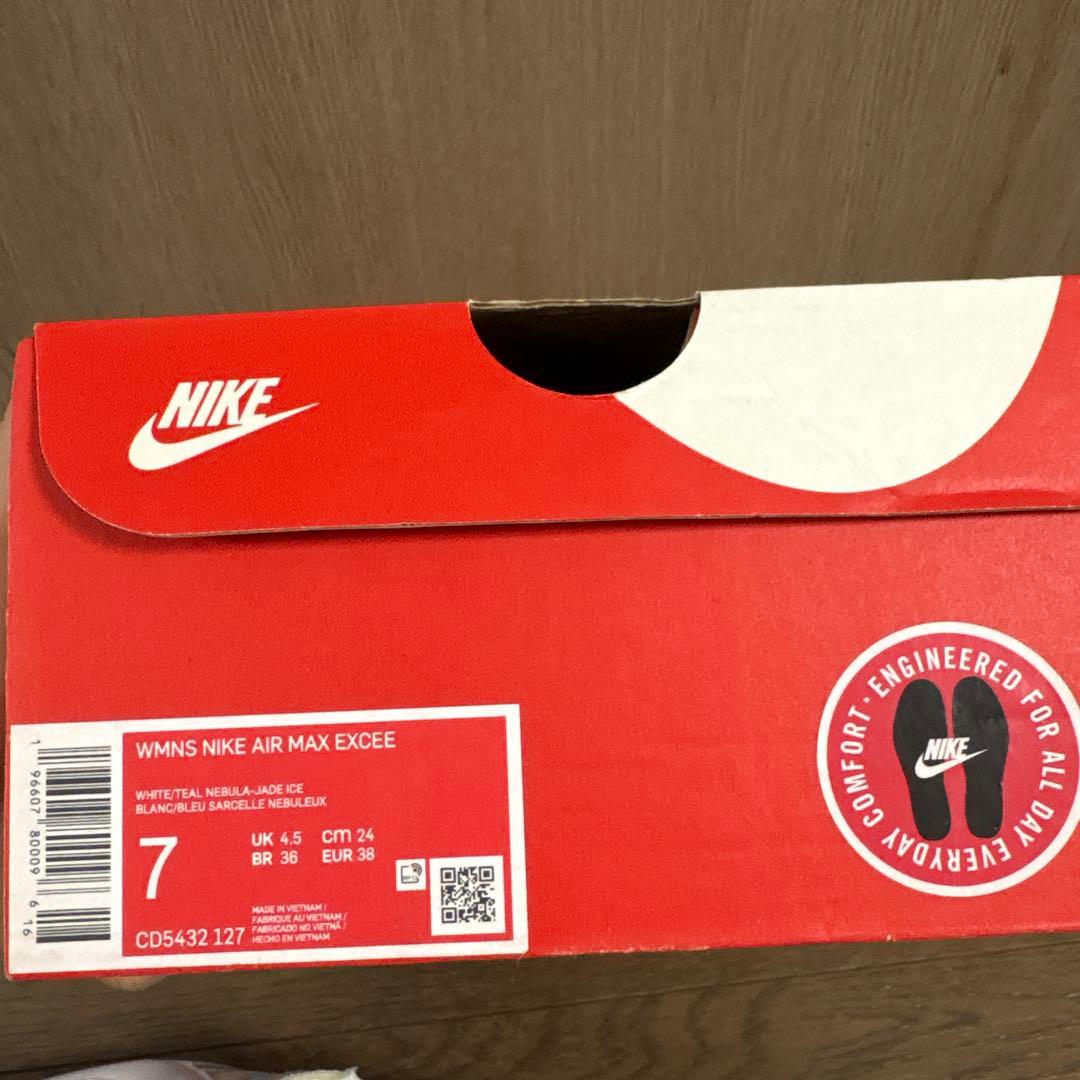 NIKE
ENGINEERED FOR ALL DAY EVERYDAY COMFORT ·
NIKE
WMNS NIKE AIR MAX EXCEE
WHITE/TEAL NEBULA-JADE ICE
BLANC/BLEU SARCELLE NEBULEUX
7
UK 4.5 cm 24
BR 36 EUR 38
MADE IN VIETNAM /
FABRIQUE AU VIETNAM /
FABRICADO NO VIETNÃ /
HECHO EN VIETNAM
CD5432 127
1 96607 80009 6 16